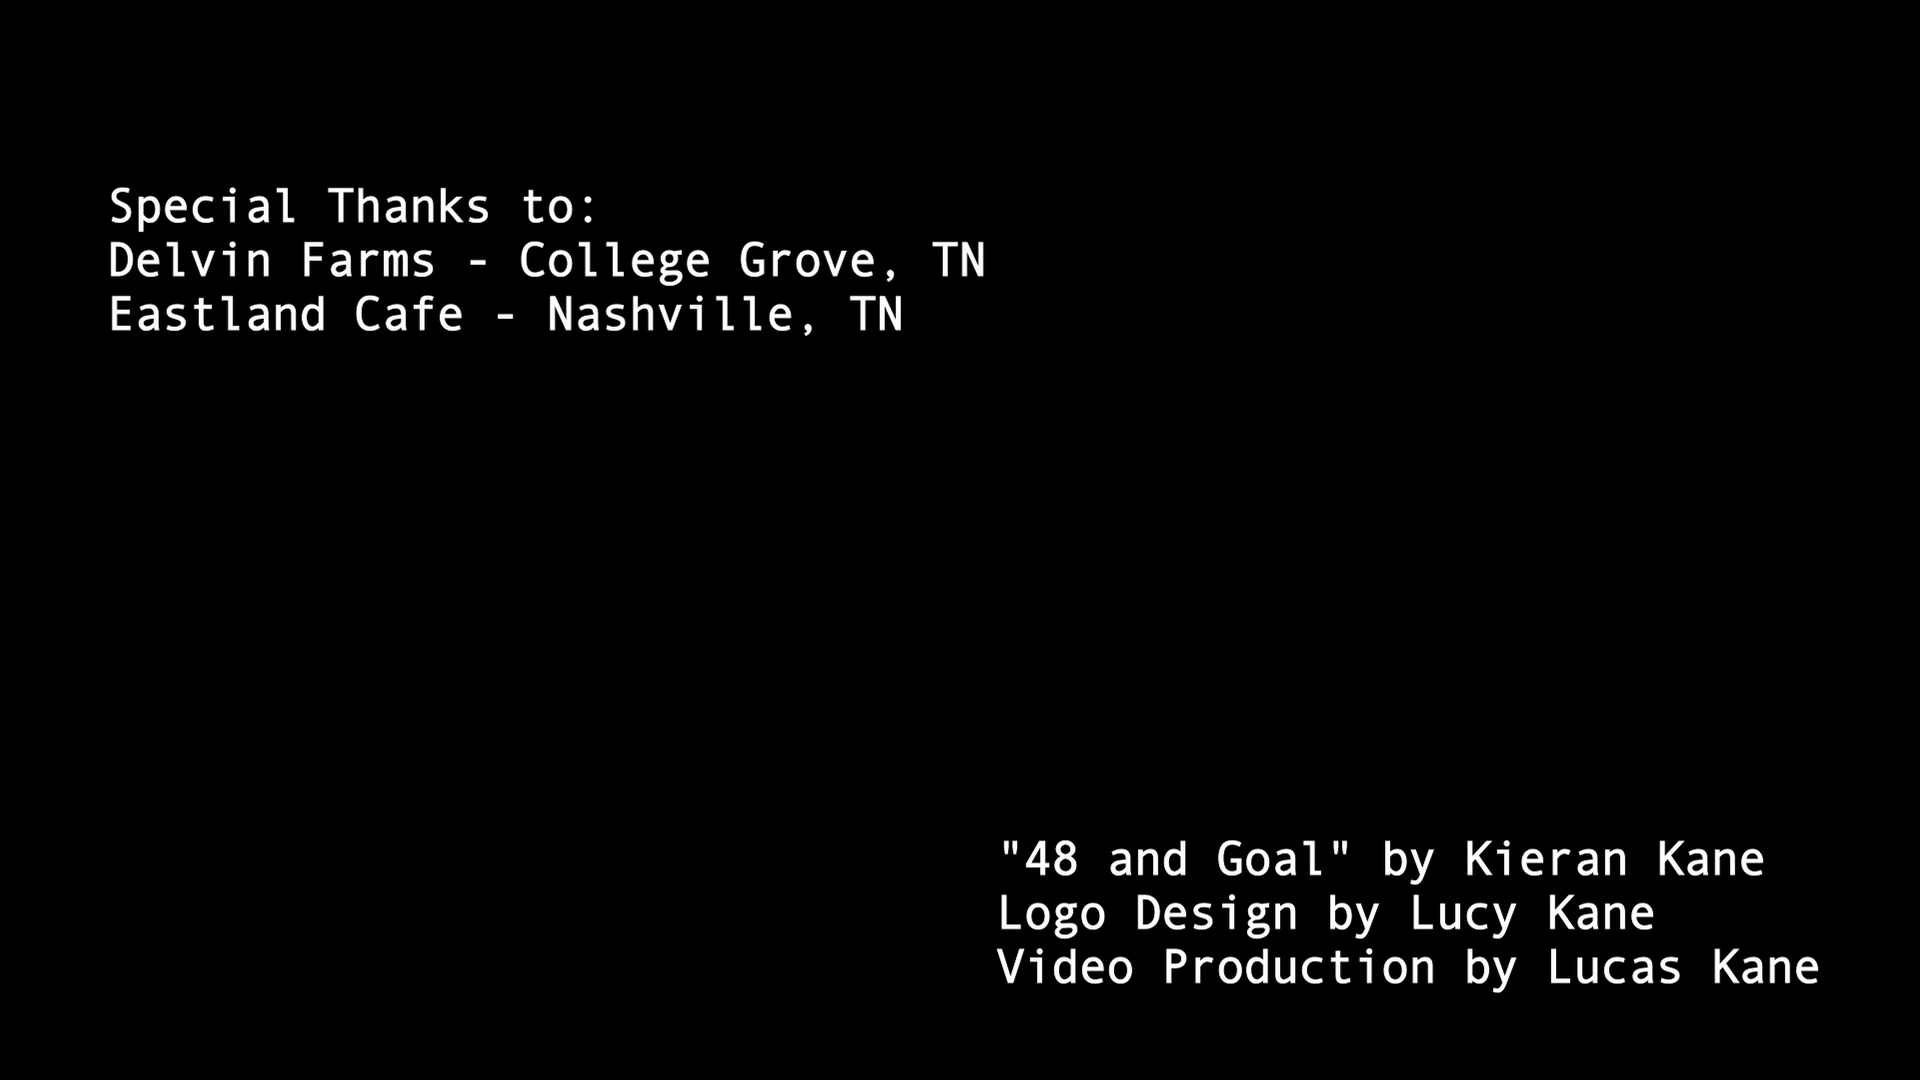 Special Thanks to:
Delvin Farms - College Grove, TN
Eastland Cafe - Nashville, TN
"48 and Goal" by Kieran Kane
Logo Design by Lucy Kane
Video Production by Lucas Kane